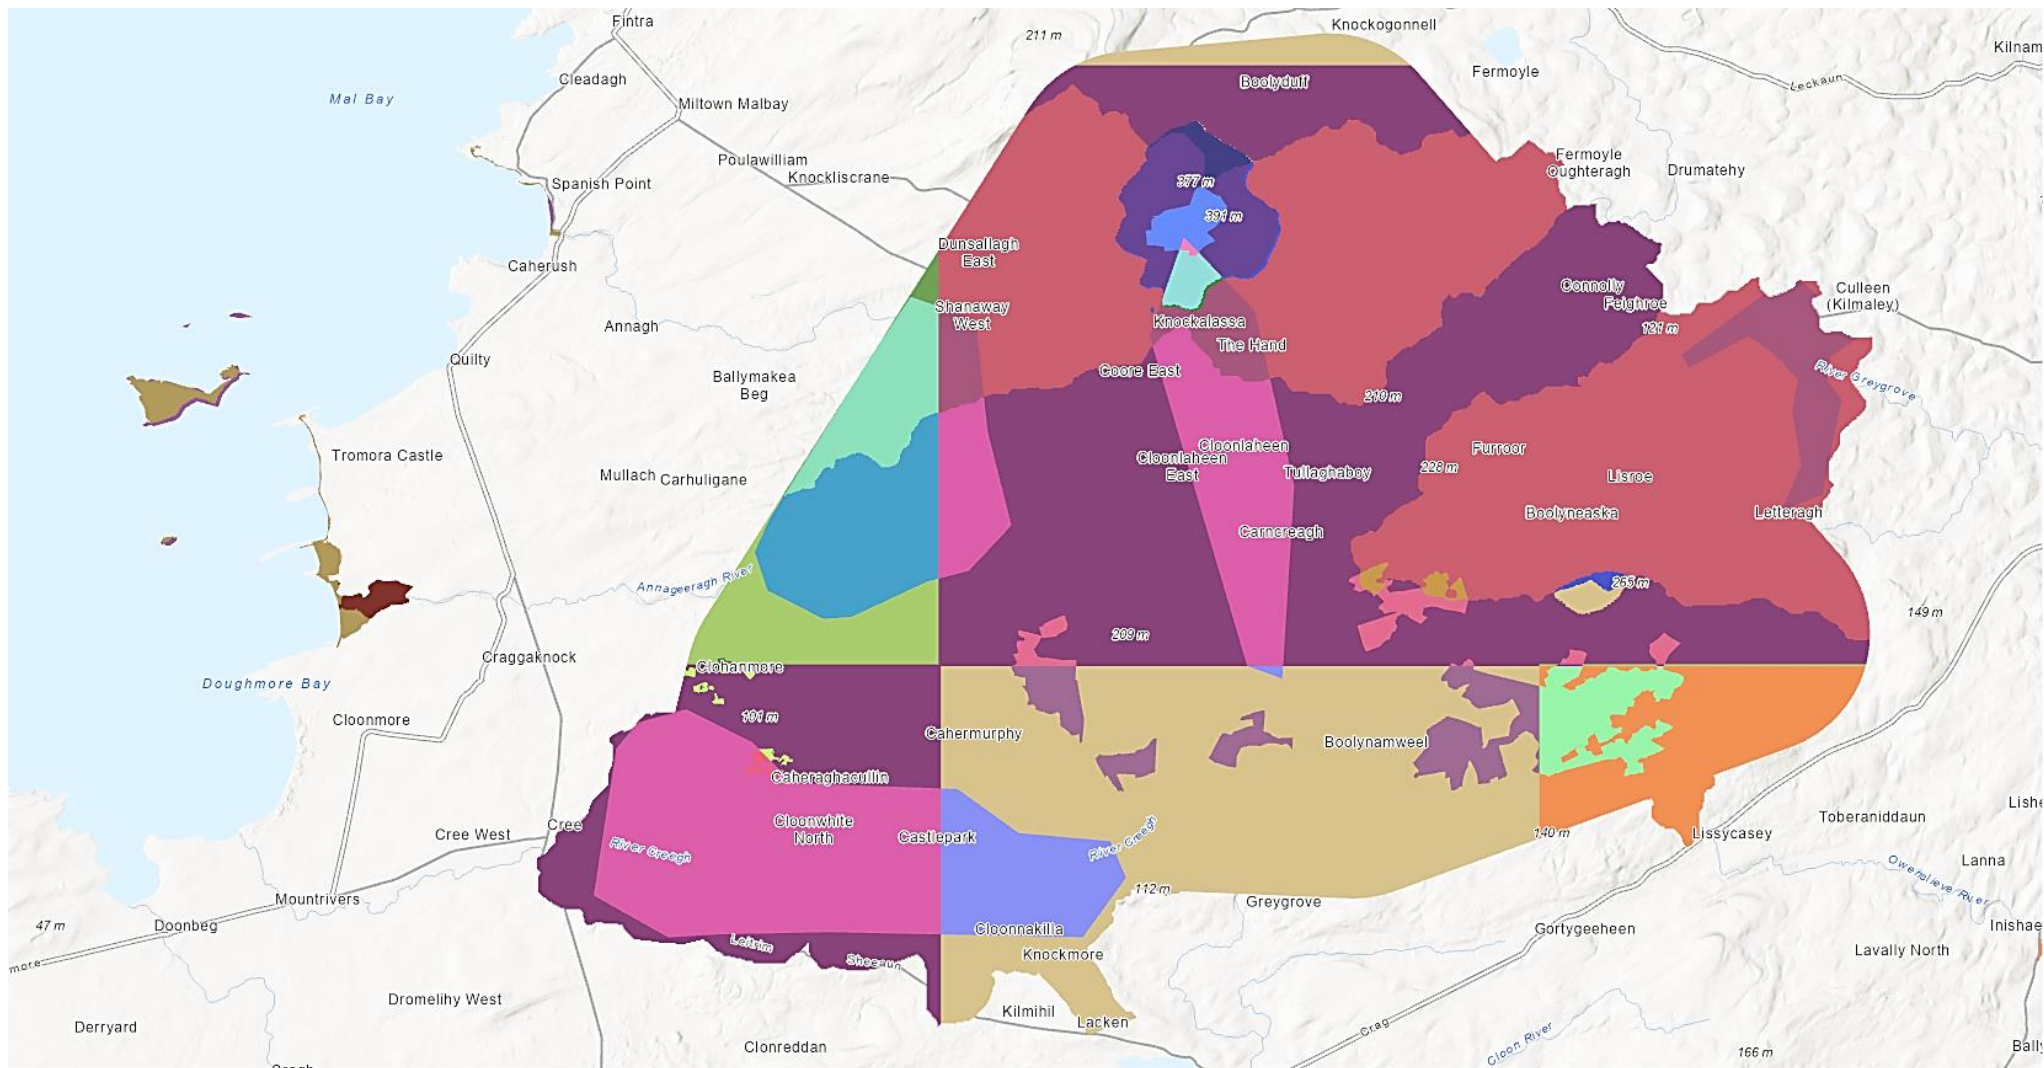 Fintra
Knockogonnell
211 m
Kilnam
Fermoyle
Cleadagh
Leckaun
Boolyduff
Mal Bay
Miltown Malbay
Poulawilliam
Fermoyle
Oughteragh
Drumatehy
Knockliscrane
Spanish Point
377 m
391 m
Dunsallagh
East
Caherush
Connolly
Feighroe
Culleen
(Kilmaley)
Shanaway
West
Knockalassa
Annagh
121 m
The Hand
Quilty
Coore East
Ballymakea
Beg
River Greygrove
210 m
Tromora Castle
Cloonlaheen
Furroor
Cloonlaheen
East
228 m
Mullach
Carhuligane
Tullaghaboy
Lisroe
Boolyneaska
Letteragh
Carncreagh
Annageeragh River
265 m
149 m
209 m
Craggaknock
Clohanmore
Doughmore Bay
Cloonmore
101 m
Cahermurphy
Boolynamweel
Caheraghacullin
Lishe
Toberaniddaun
Cree
Cree West
Cloonwhite
North
Castlepark
River Creegh
140 m
Lissycasey
River Creegh
Lanna
Owenslieve River
112 m
Mountrivers
Greygrove
47 m
Doonbeg
Cloonnakilla
Gortygeeheen
Inishae
Leitrim
Lavally North
Knockmore
Sheeaun
more
Dromelihy West
Kilmihil
Lacken
Derryard
Crag
Cloon River
Clonreddan
166 m
Bally